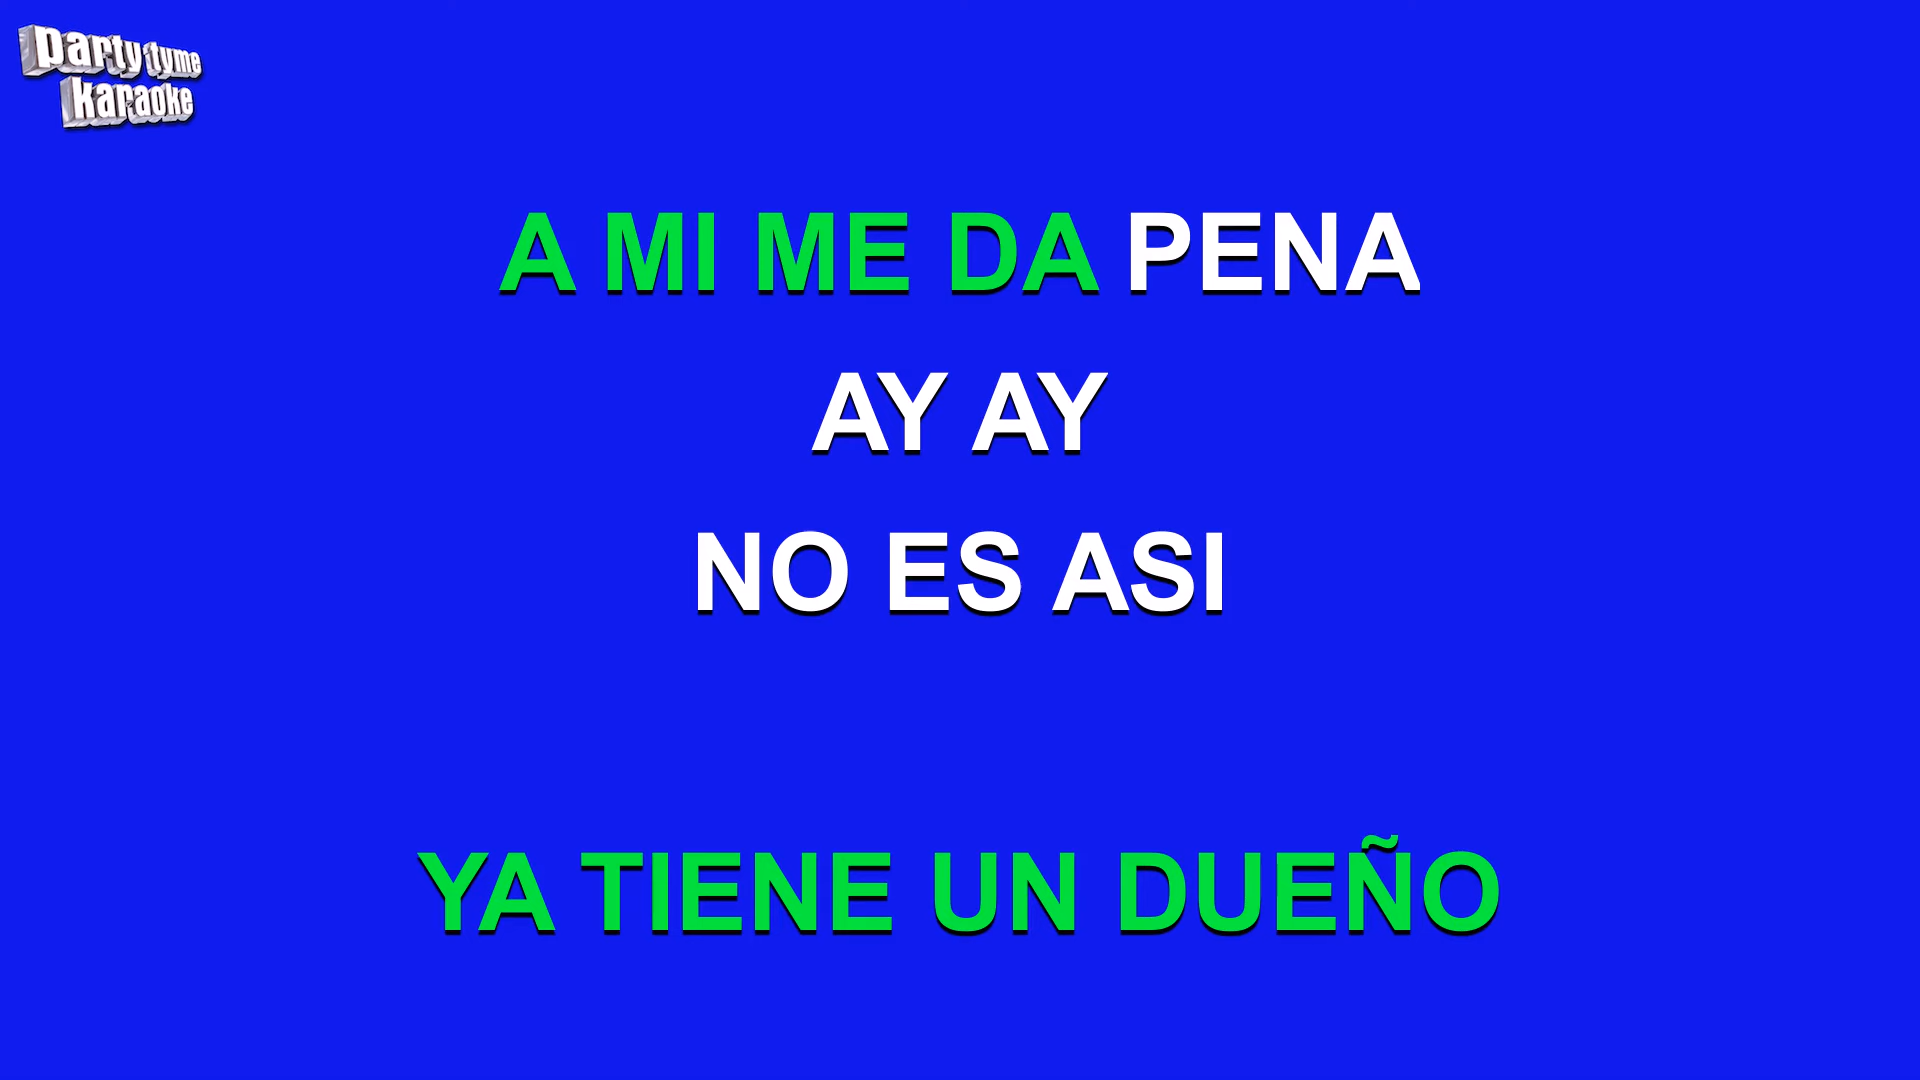 party tyme
karaoke
A MI ME DA PENA
AY AY
NO ES ASI
YA TIENE UN DUEÑO